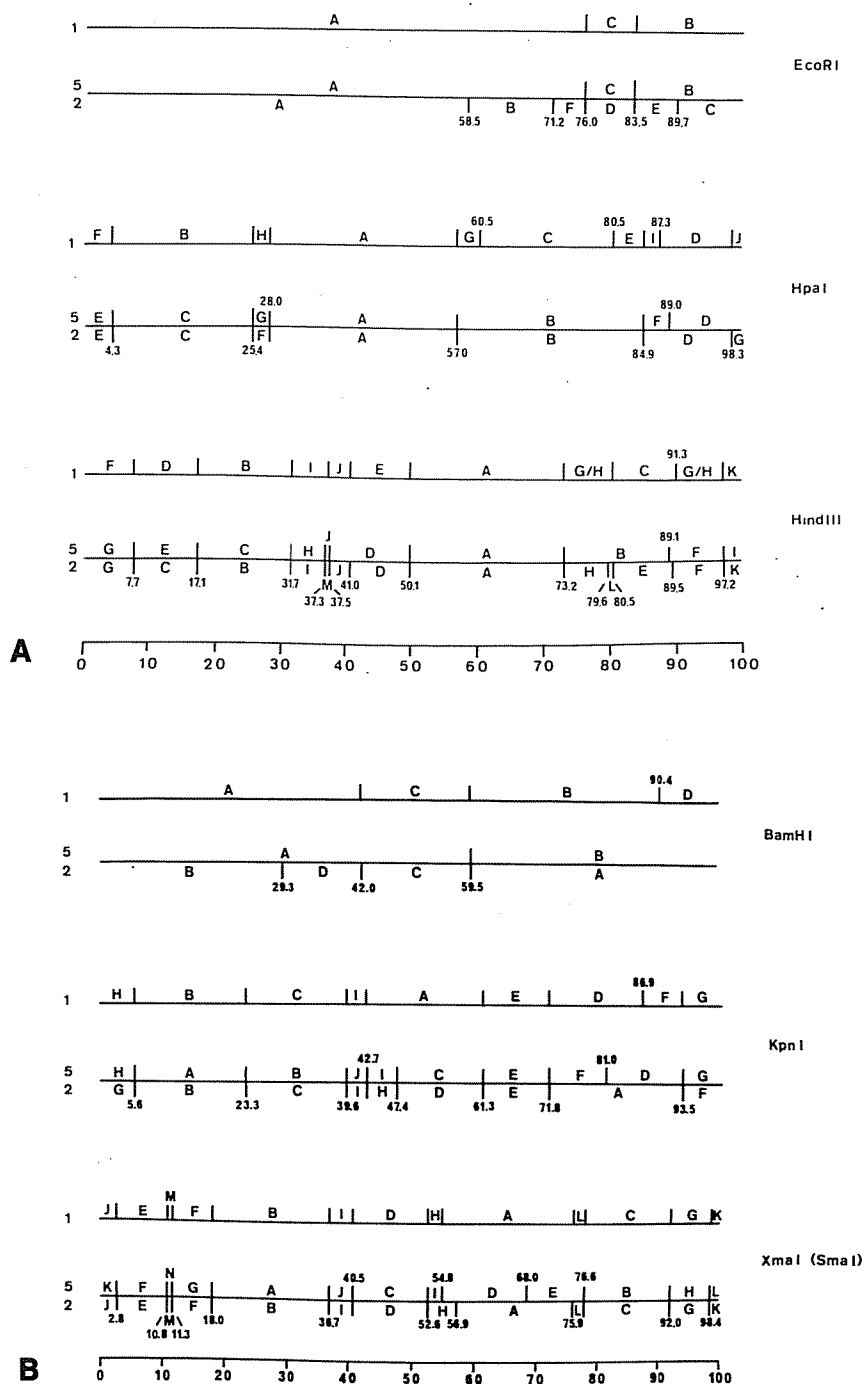 A
1 C B
EcoRI
A
5 C B
2 A B F D E C
58.5 71.2 76.0 83.5 89.7
60.5 80.5 87.3
1 F B H A G C E I D J
HpaI
28.0 89.0
5 E C G A B F D
2 E C F A B D G
4.3 25.4 57.0 84.9 98.3
91.3
1 F D B I J E A G/H C G/H K
HindIII
J 89.1
5 G E C H D A B F I
2 G C B I J D A H L E F K
7.7 17.1 31.7 M 41.0 50.1 73.2 89.5 97.2
37.3 37.5 79.6 80.5
A
0 10 20 30 40 50 60 70 80 90 100
90.4
1 A C B D
BamHI
5 A B
2 B D C A
29.3 42.0 59.5
86.9
1 H B C I A E D F G
KpnI
42.7 81.0
5 H A B J I C E F D G
2 G B C I H D E A F
5.6 23.3 39.6 47.4 61.3 71.8 93.5
M
1 J E F B I D H A L C G K
XmaI (SmaI)
N 40.5 54.8 68.0 76.6
5 K F G A J C I D E B H L
2 J E F B I D H A L C G K
2.8 M 18.0 36.7 52.6 56.9 75.9 92.0 98.4
10.8 11.3
B
0 10 20 30 40 50 60 70 80 90 100